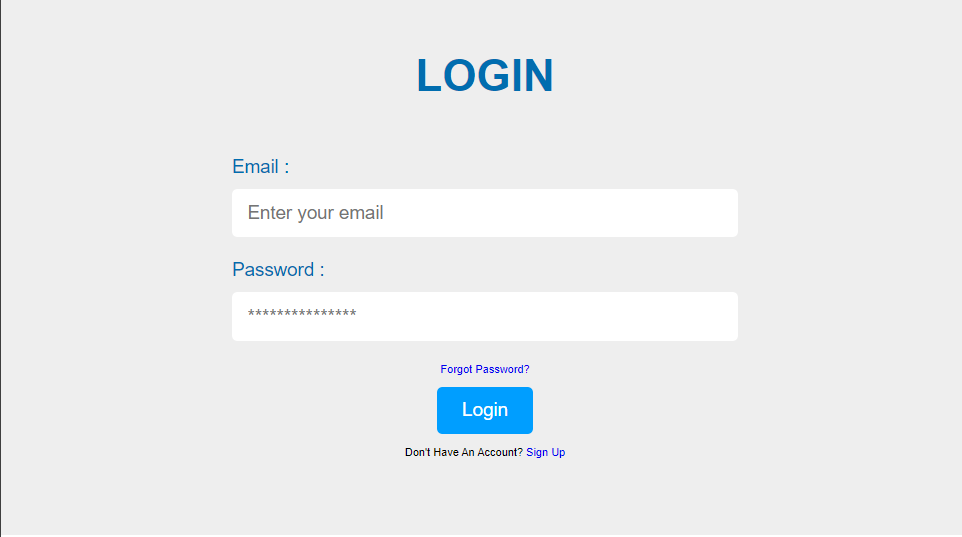 LOGIN
Email :
Enter your email
Password :
***************
Forgot Password?
Login
Don't Have An Account? Sign Up